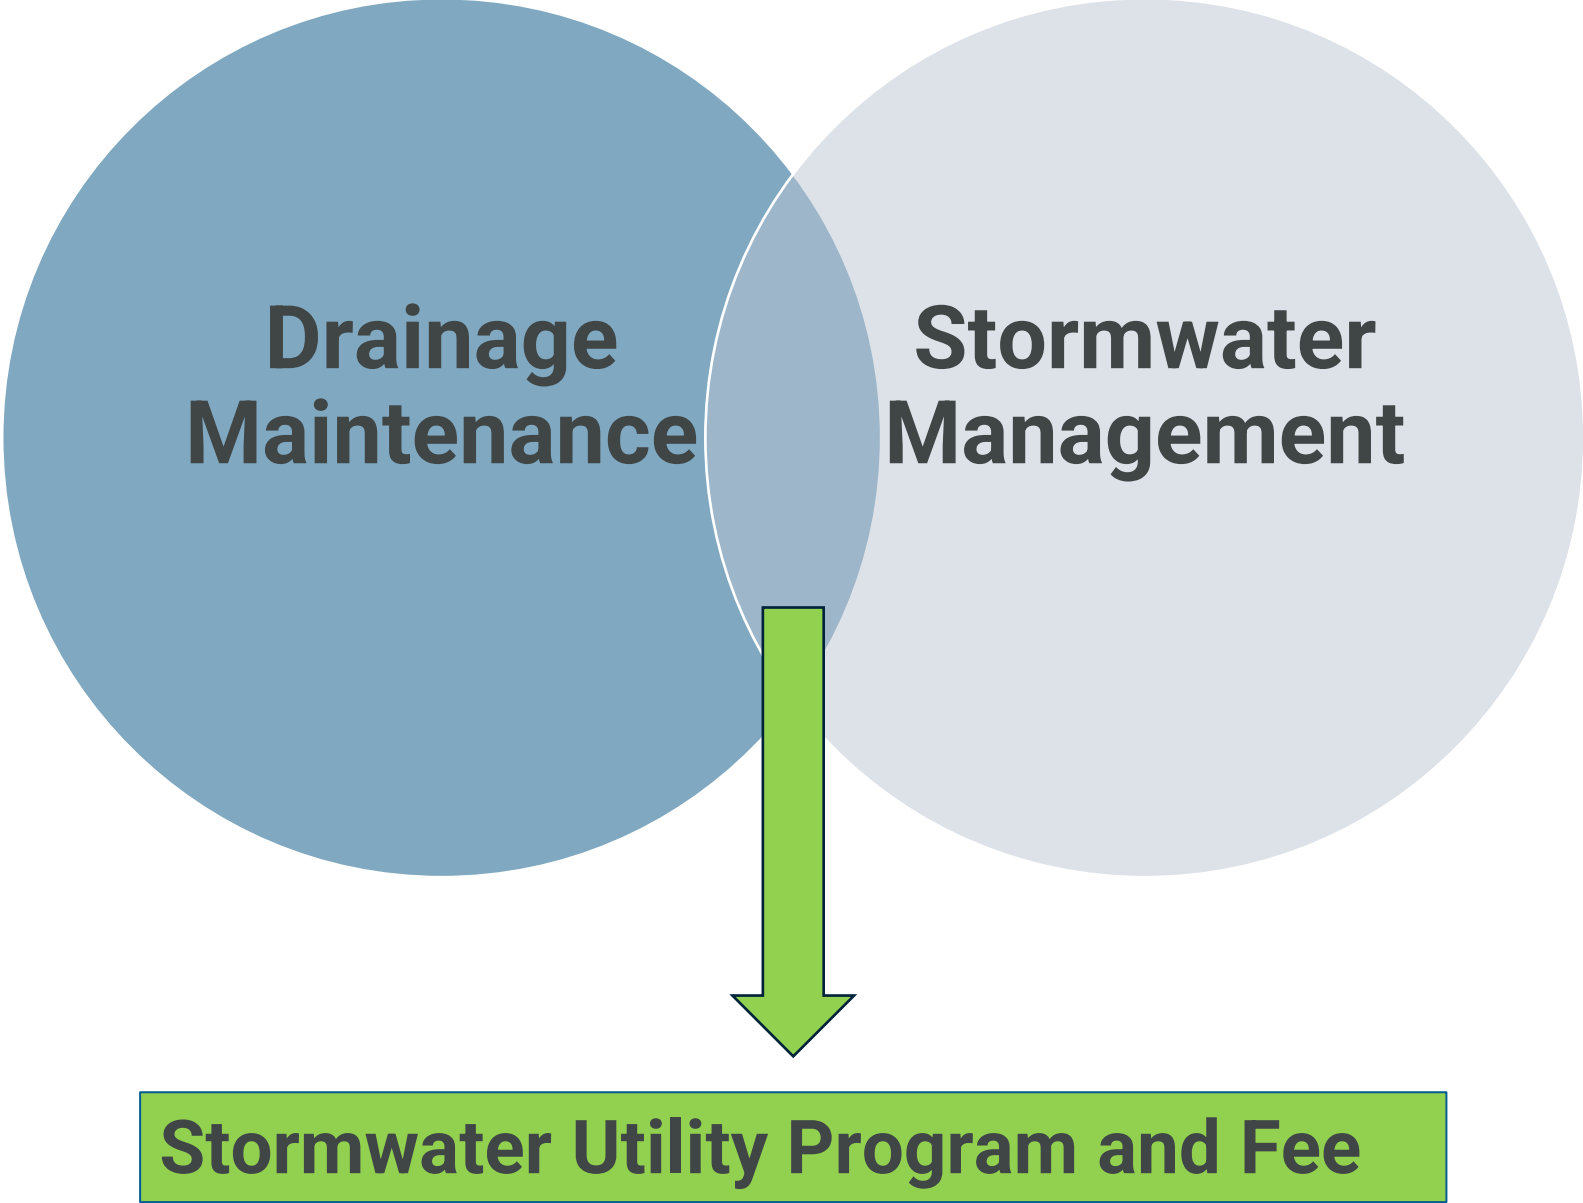 Drainage
Maintenance
Stormwater
Management
Stormwater Utility Program and Fee